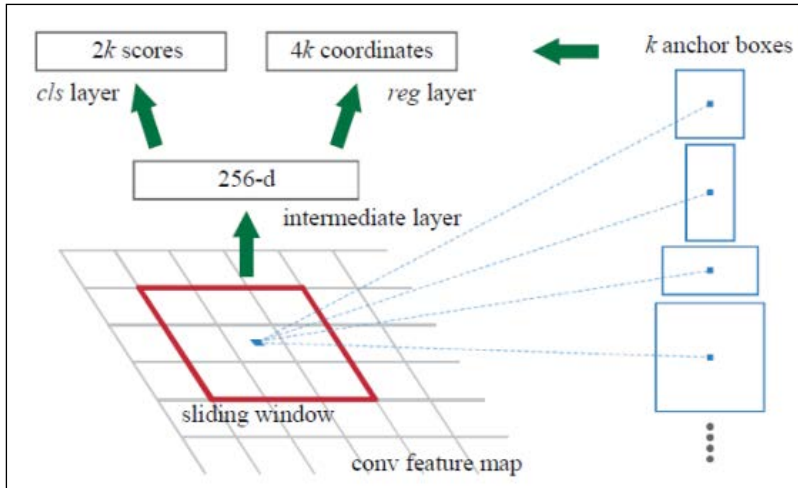 2k scores
4k coordinates
k anchor boxes
cls layer
reg layer
256-d
intermediate layer
sliding window
conv feature map